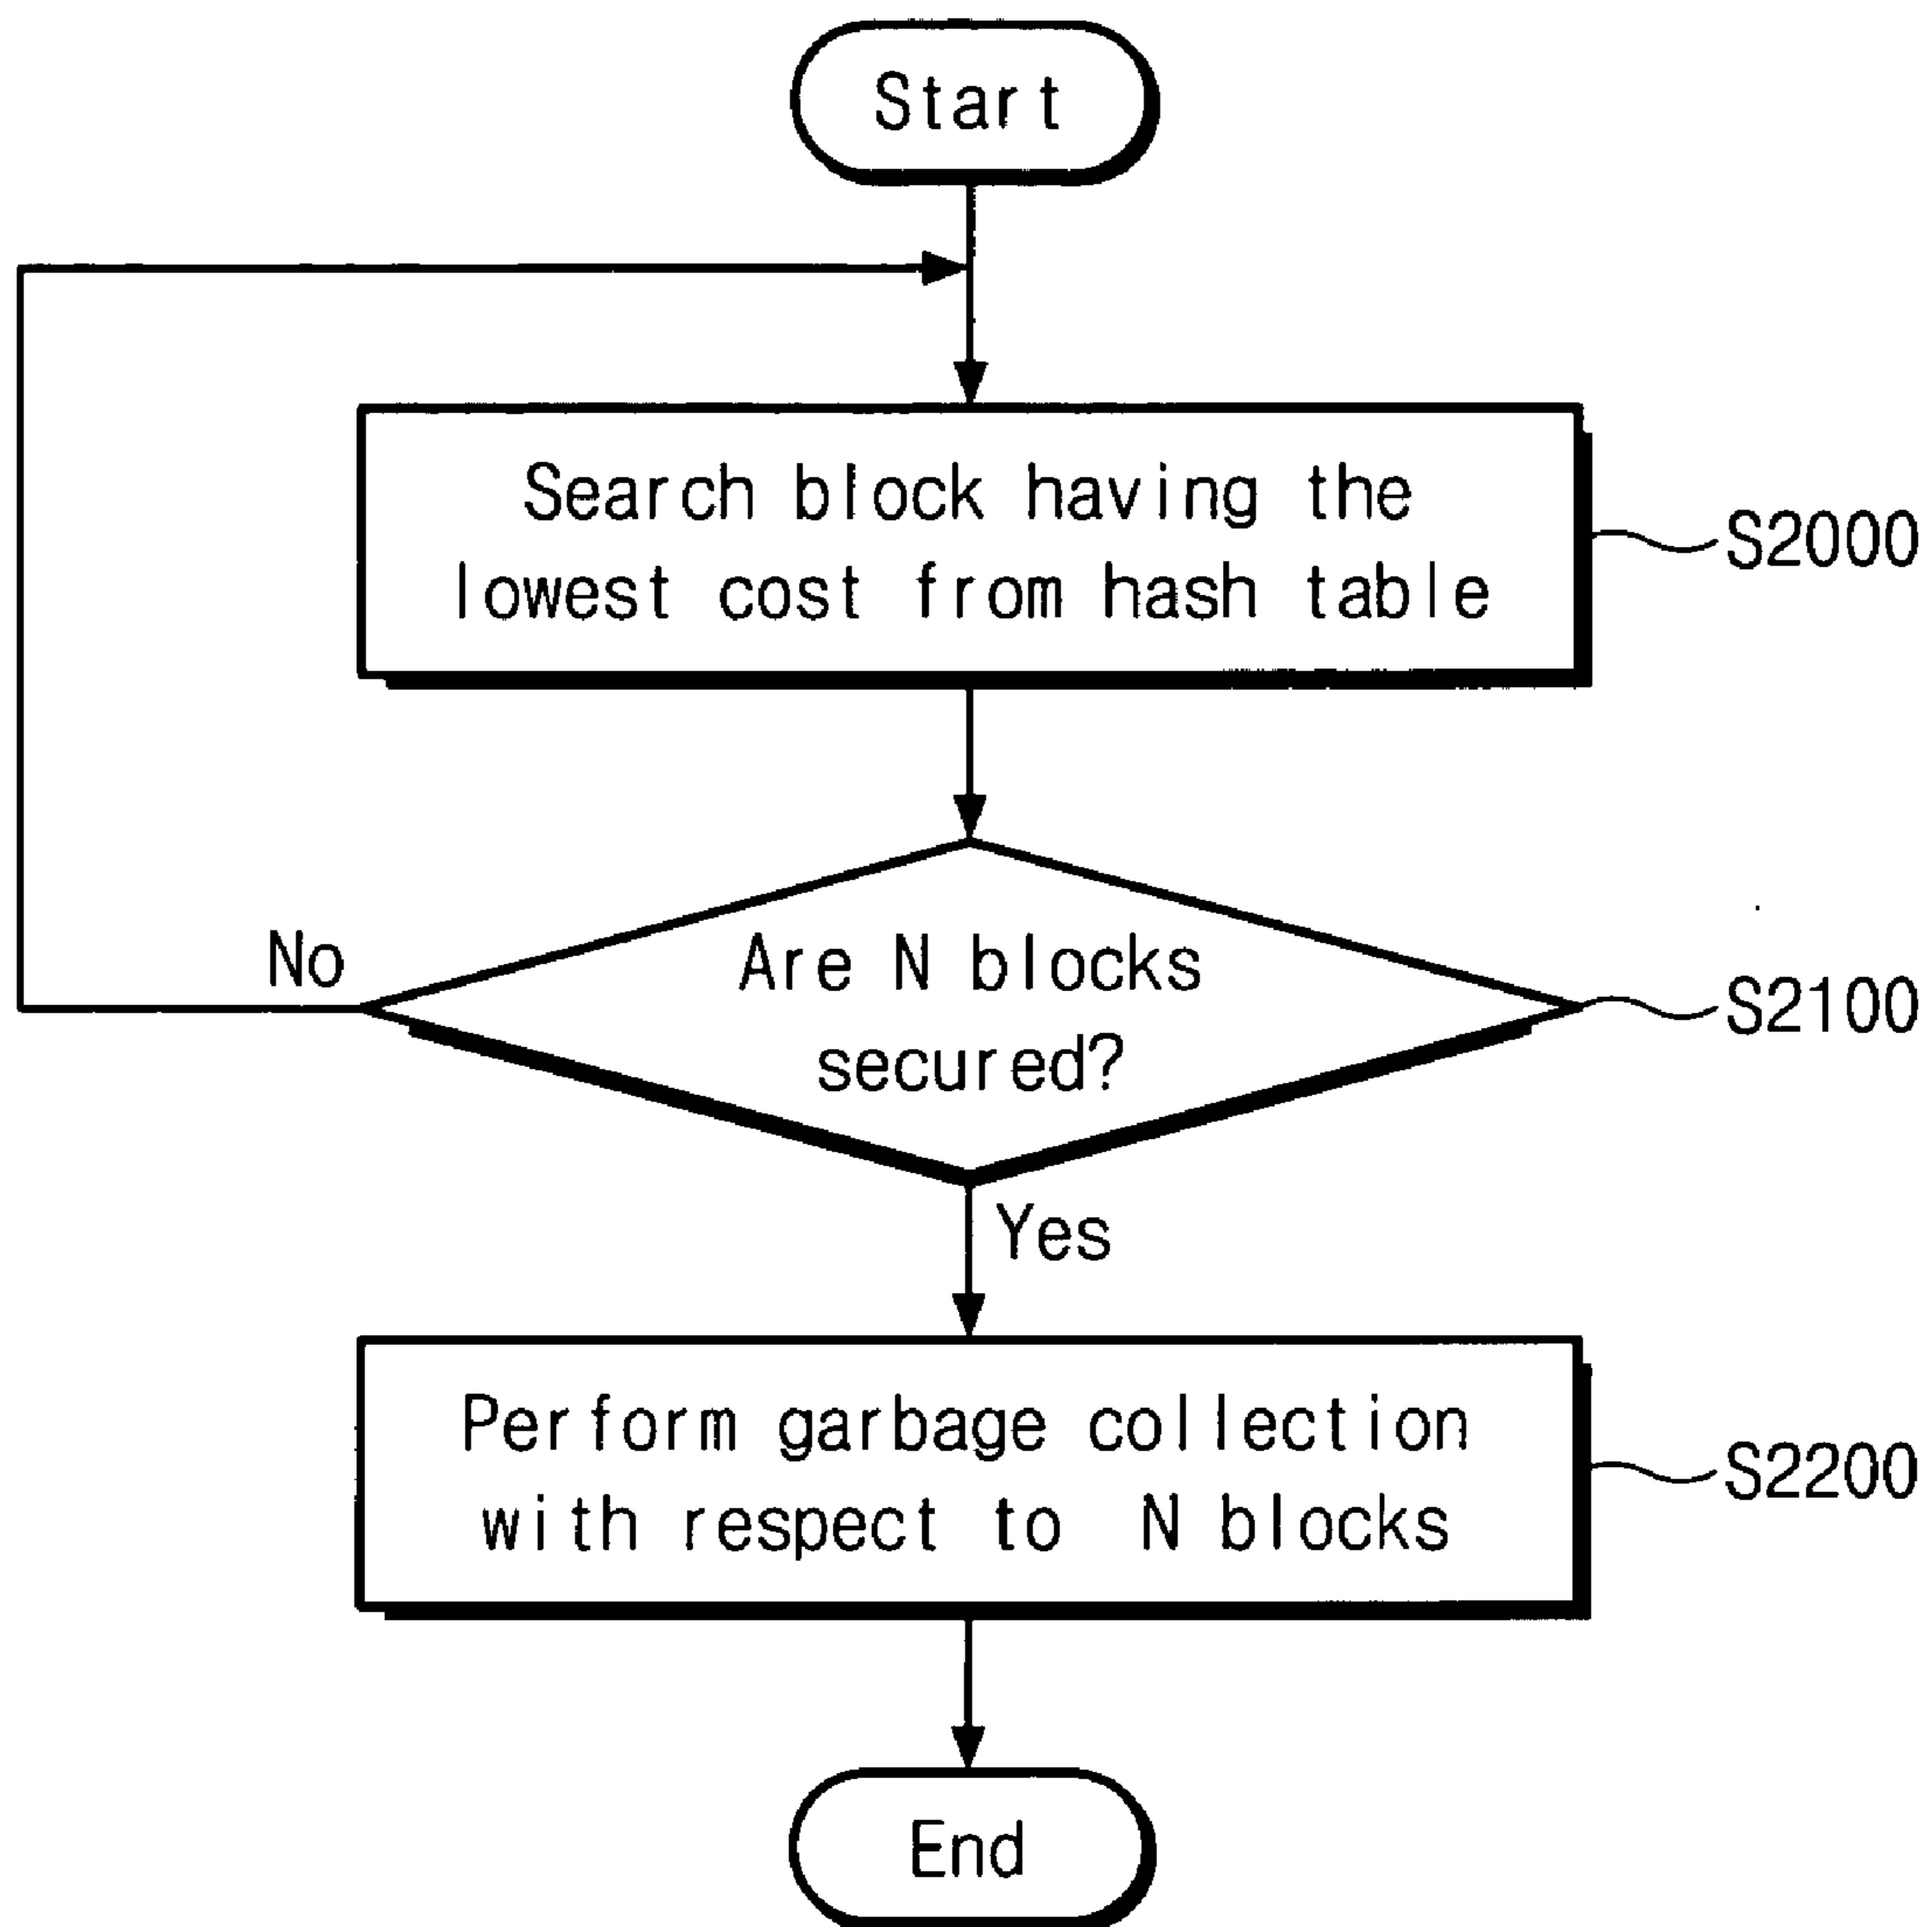 Start
Search block having the
lowest cost from hash table
S2000
No
Are N blocks
secured?
S2100
Yes
Perform garbage collection
with respect to N blocks
S2200
End